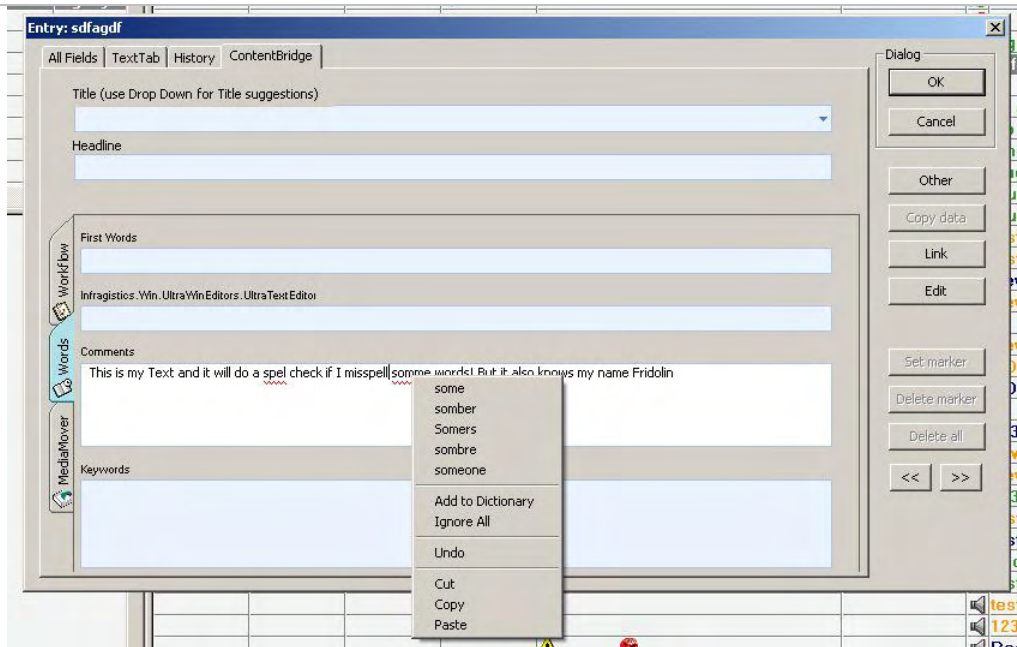 Entry: sdfagdf
All Fields TextTab History ContentBridge
Title (use Drop Down for Title suggestions)
Headline
Workflow
Words
MediaMover
First Words
Infragistics.Win.UltraWinEditors.UltraTextEditor
Comments
This is my Text and it will do a spel check if I misspell somme words! But it also knows my name Fridolin
Keywords
some
somber
Somers
sombre
someone
Add to Dictionary
Ignore All
Undo
Cut
Copy
Paste
Dialog
OK
Cancel
Other
Copy data
Link
Edit
Set marker
Delete marker
Delete all
<< >>
tes
123